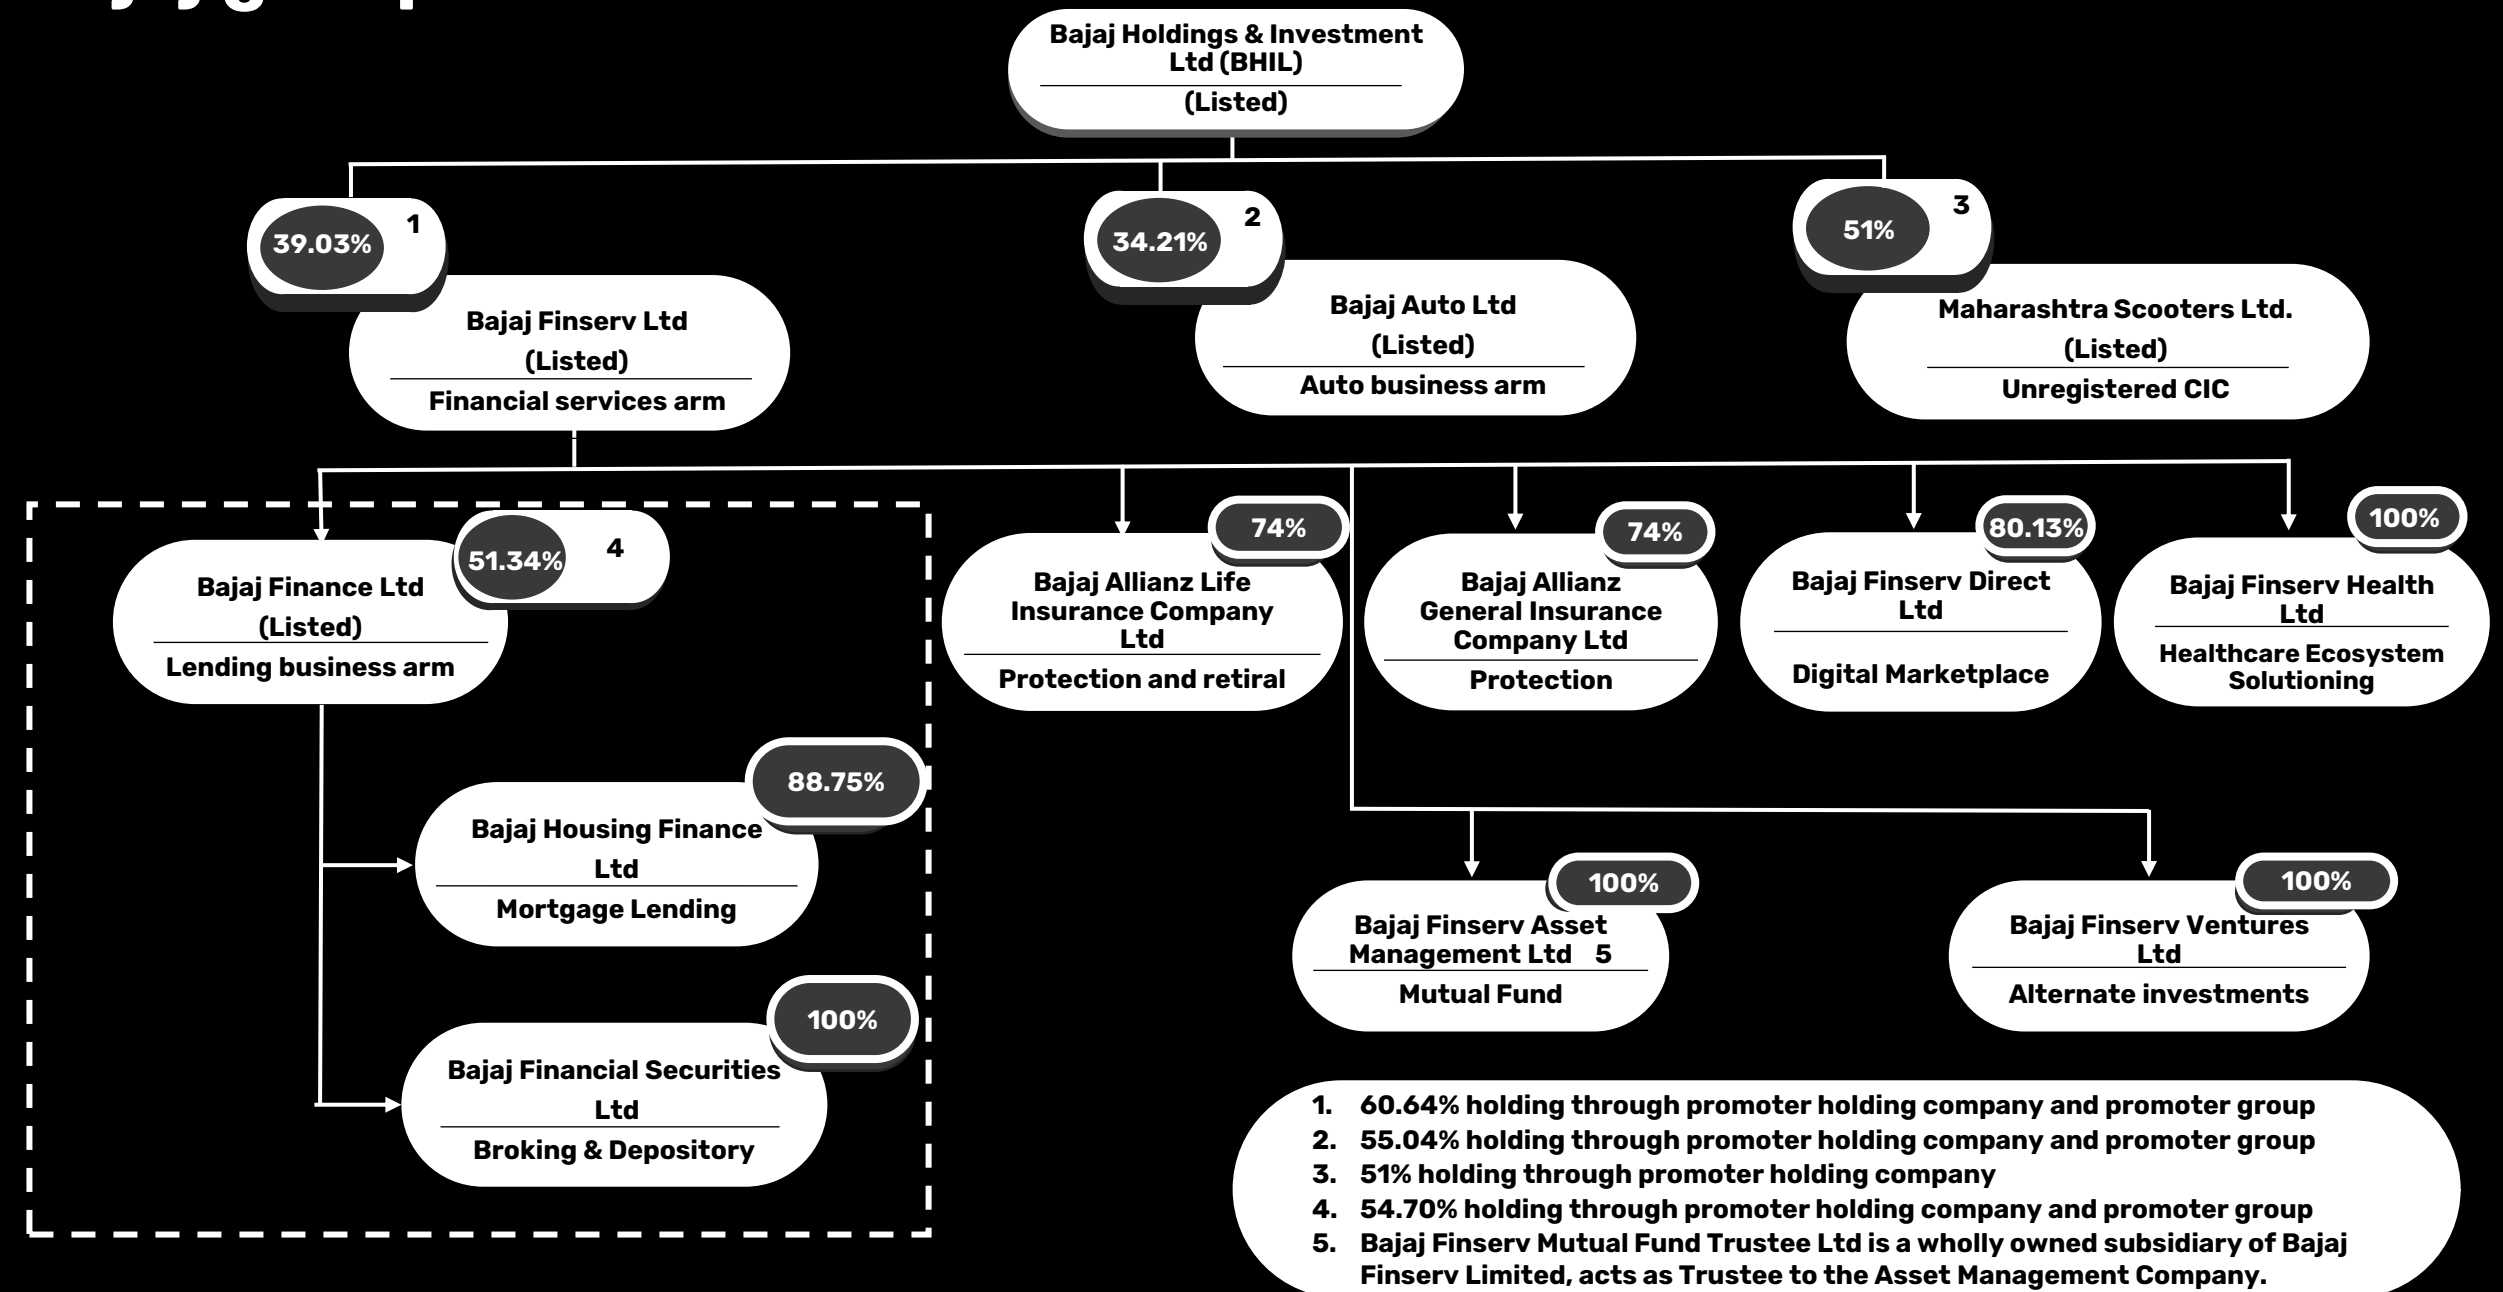 Bajaj Holdings & Investment
Ltd (BHIL)
(Listed)
39.03%
1
Bajaj Finserv Ltd
(Listed)
Financial services arm
34.21%
2
Bajaj Auto Ltd
(Listed)
Auto business arm
51%
3
Maharashtra Scooters Ltd.
(Listed)
Unregistered CIC
51.34%
4
Bajaj Finance Ltd
(Listed)
Lending business arm
74%
Bajaj Allianz Life
Insurance Company
Ltd
Protection and retiral
74%
Bajaj Allianz
General Insurance
Company Ltd
Protection
80.13%
Bajaj Finserv Direct
Ltd
Digital Marketplace
100%
Bajaj Finserv Health
Ltd
Healthcare Ecosystem
Solutioning
88.75%
Bajaj Housing Finance
Ltd
Mortgage Lending
100%
Bajaj Financial Securities
Ltd
Broking & Depository
100%
Bajaj Finserv Asset
Management Ltd 5
Mutual Fund
100%
Bajaj Finserv Ventures
Ltd
Alternate investments
1. 60.64% holding through promoter holding company and promoter group
2. 55.04% holding through promoter holding company and promoter group
3. 51% holding through promoter holding company
4. 54.70% holding through promoter holding company and promoter group
5. Bajaj Finserv Mutual Fund Trustee Ltd is a wholly owned subsidiary of Bajaj
Finserv Limited, acts as Trustee to the Asset Management Company.